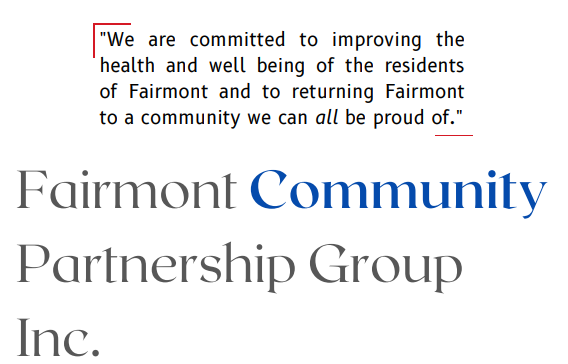 "We are committed to improving the
health and well being of the residents
of Fairmont and to returning Fairmont
to a community we can all be proud of."
Fairmont Community
Partnership Group
Inc.